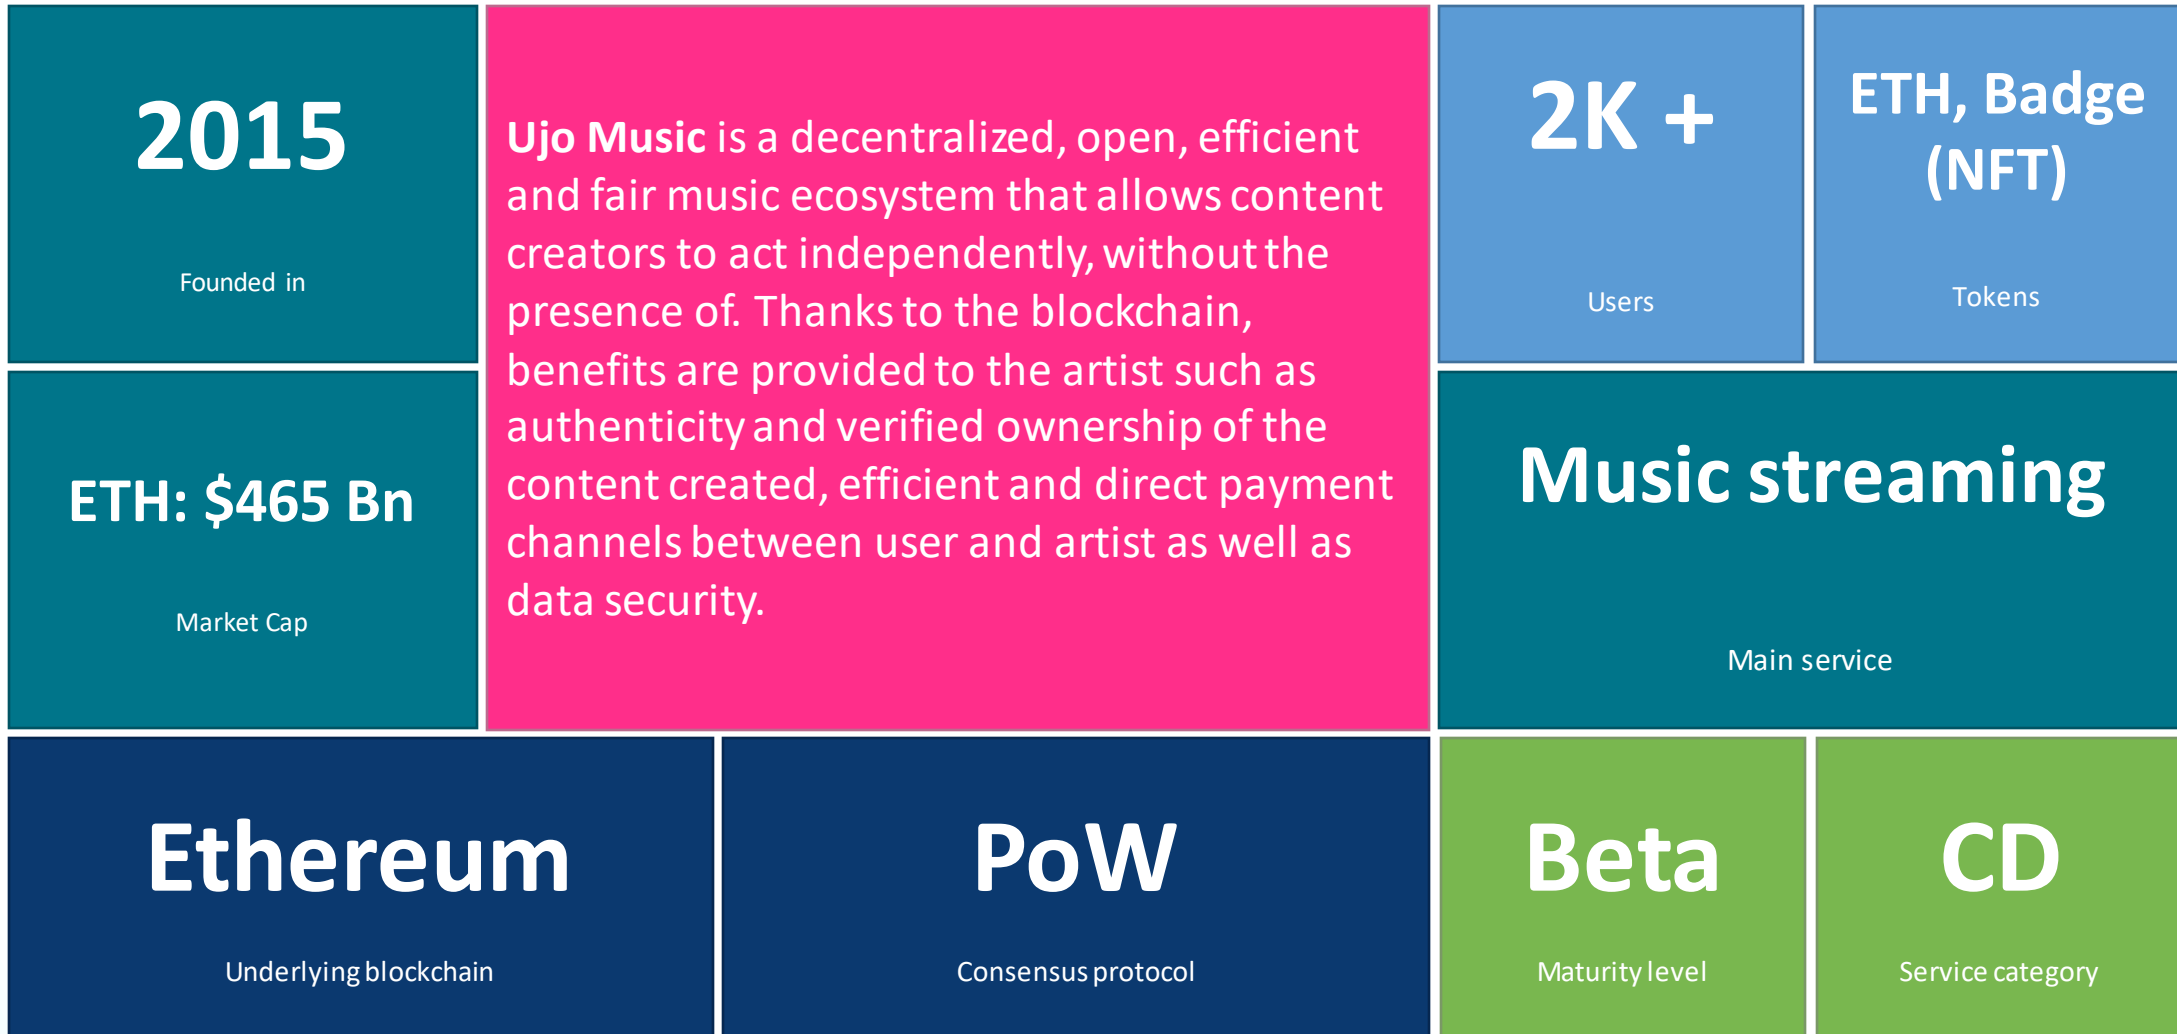 2015
Founded in
Ujo Music is a decentralized, open, efficient
and fair music ecosystem that allows content
creators to act independently, without the
presence of. Thanks to the blockchain,
benefits are provided to the artist such as
authenticity and verified ownership of the
content created, efficient and direct payment
channels between user and artist as well as
data security.
2K +
Users
ETH, Badge
(NFT)
Tokens
ETH: $465 Bn
Market Cap
Music streaming
Main service
Ethereum
Underlying blockchain
PoW
Consensus protocol
Beta
Maturity level
CD
Service category